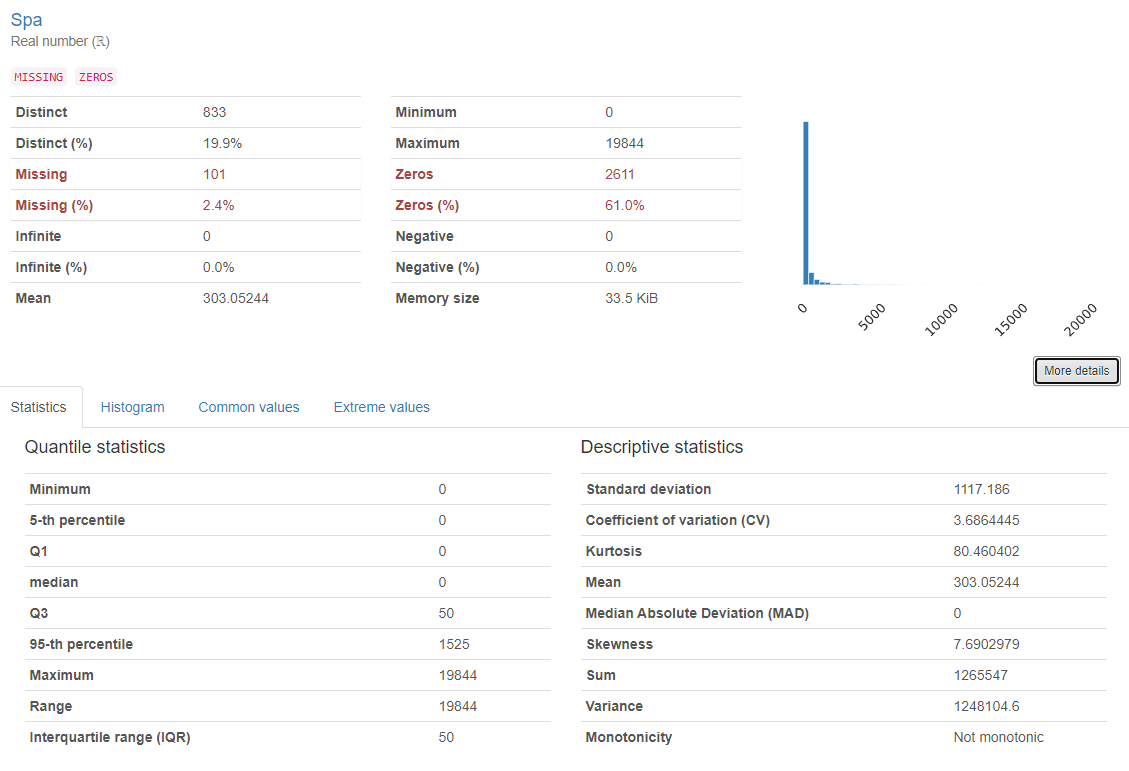 Spa
Real number (ℝ)
MISSING ZEROS
Distinct 833
Distinct (%) 19.9%
Missing 101
Missing (%) 2.4%
Infinite 0
Infinite (%) 0.0%
Mean 303.05244
Minimum 0
Maximum 19844
Zeros 2611
Zeros (%) 61.0%
Negative 0
Negative (%) 0.0%
Memory size 33.5 KiB
0 5000 10000 15000 20000
More details
Statistics Histogram Common values Extreme values
Quantile statistics
Minimum 0
5-th percentile 0
Q1 0
median 0
Q3 50
95-th percentile 1525
Maximum 19844
Range 19844
Interquartile range (IQR) 50
Descriptive statistics
Standard deviation 1117.186
Coefficient of variation (CV) 3.6864445
Kurtosis 80.460402
Mean 303.05244
Median Absolute Deviation (MAD) 0
Skewness 7.6902979
Sum 1265547
Variance 1248104.6
Monotonicity Not monotonic